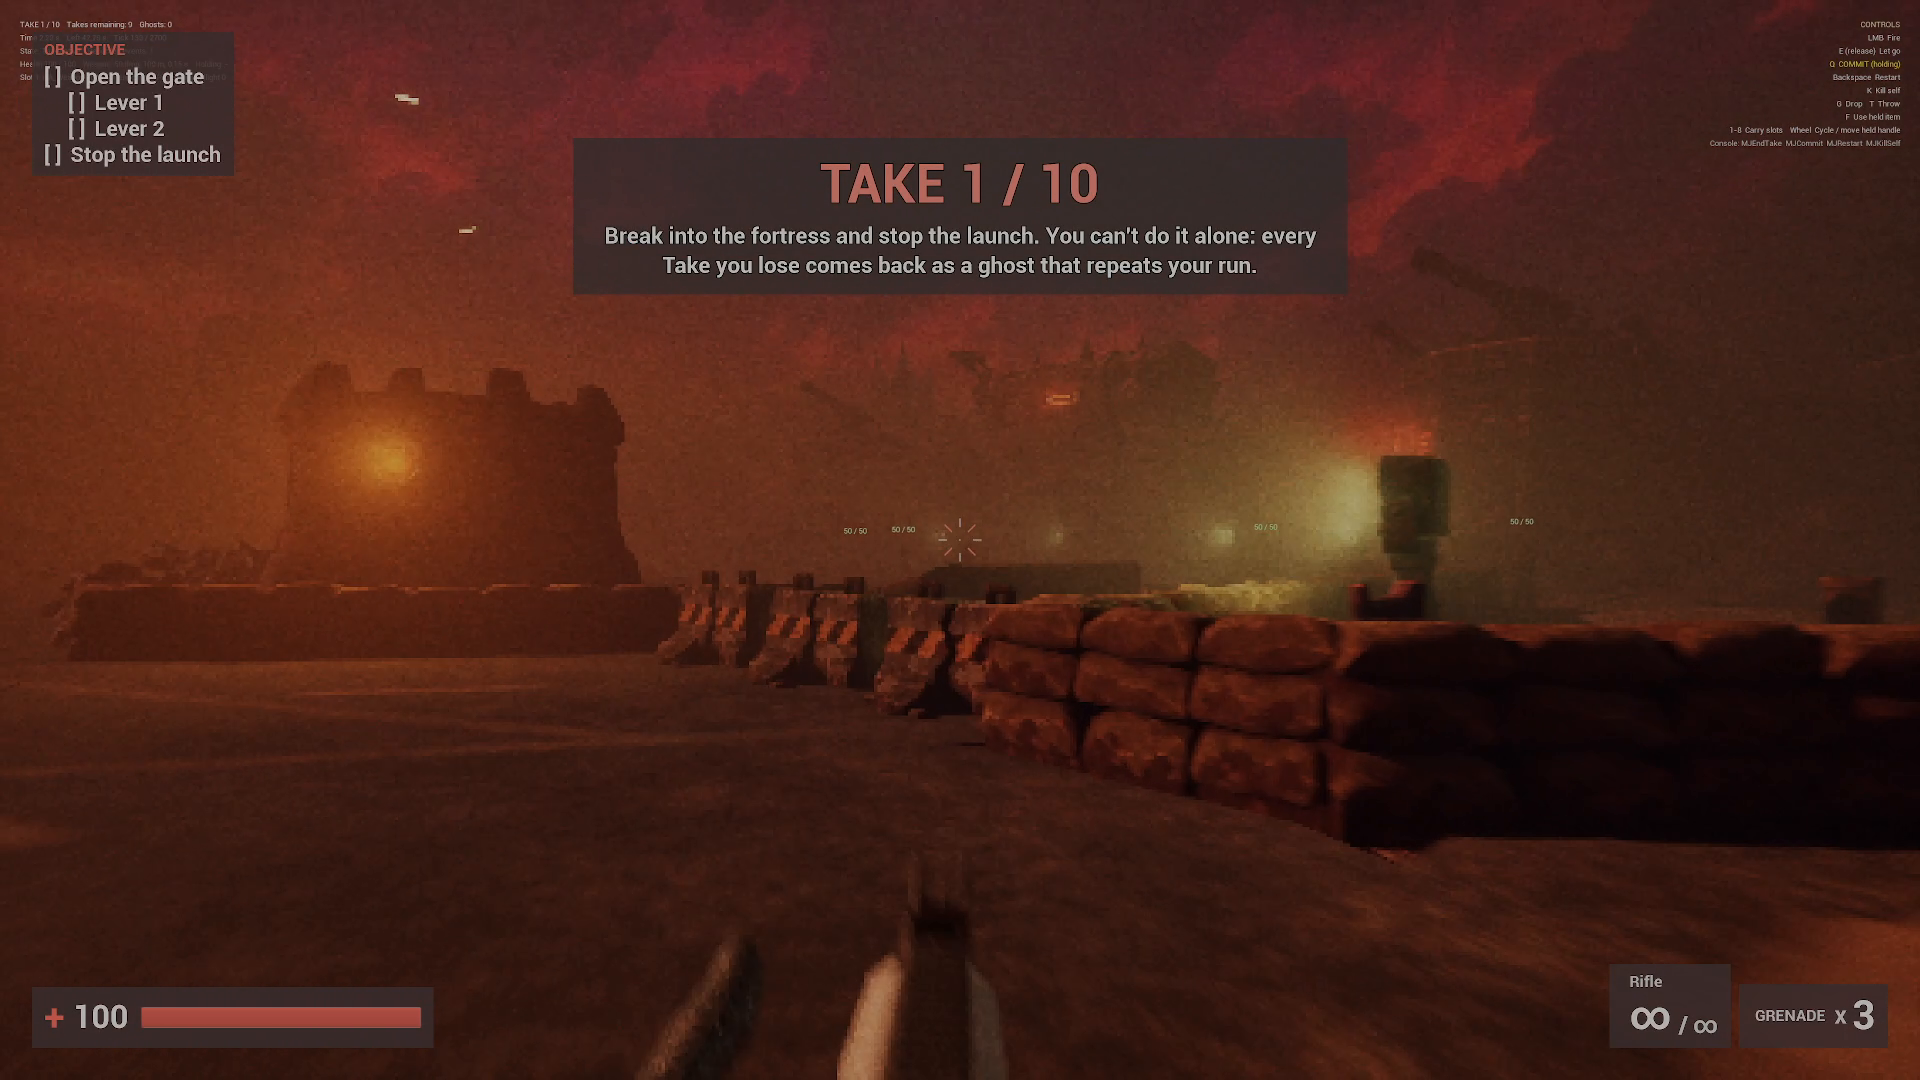 TAKE 1 / 10 Takes remaining: 9 Ghosts: 0
OBJECTIVE
[ ] Open the gate
[ ] Lever 1
[ ] Lever 2
[ ] Stop the launch
CONTROLS
LMB Fire
E (release) Let go
Q COMMIT (holding)
Backspace Restart
K Kill self
G Drop T Throw
F Use held item
1-8 Carry slots Wheel Cycle / move held handle
Console: MJEndTake MJCommit MJRestart MJKillSelf
TAKE 1 / 10
Break into the fortress and stop the launch. You can't do it alone: every
Take you lose comes back as a ghost that repeats your run.
50 / 50 50 / 50 50 / 50 50 / 50
+ 100
Rifle
∞ / ∞
GRENADE x 3